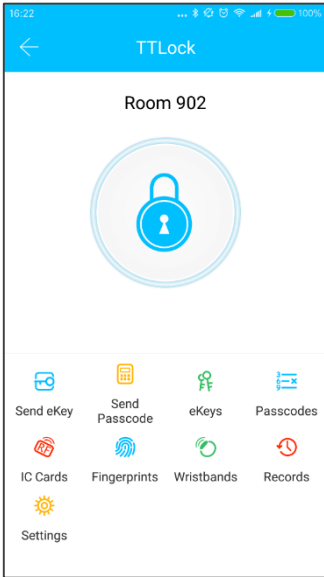 16:22 ... 100%
TTLock
Room 902
Send eKey
Send
Passcode
eKeys
Passcodes
IC Cards
Fingerprints
Wristbands
Records
Settings